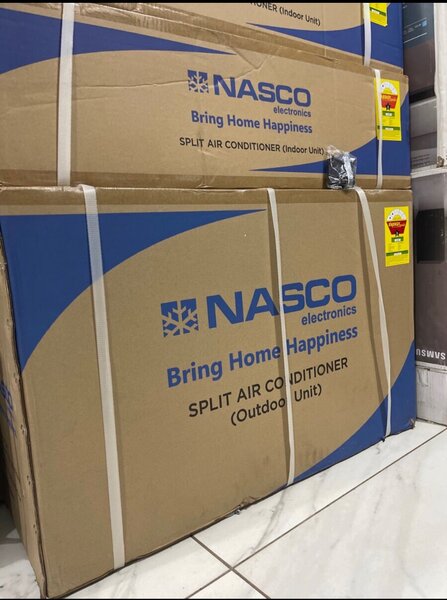 CONDITIONER (Indoor Unit)
NASCO
electronics
Bring Home Happiness
SPLIT AIR CONDITIONER (Indoor Unit)
NASCO
electronics
Bring Home Happiness
SPLIT AIR CONDITIONER
(Outdoor Unit)